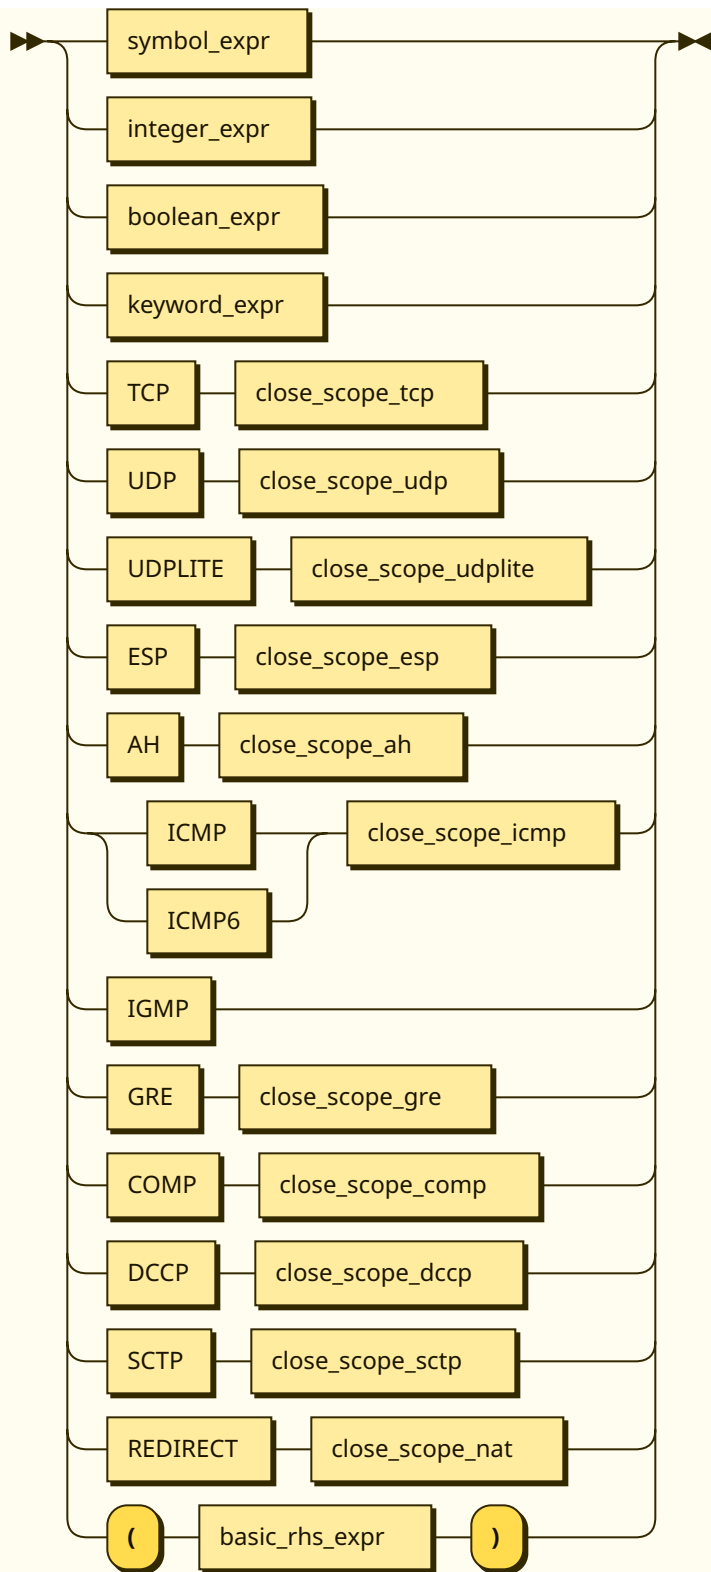 symbol_expr
integer_expr
boolean_expr
keyword_expr
TCP close_scope_tcp
UDP close_scope_udp
UDPLITE close_scope_udplite
ESP close_scope_esp
AH close_scope_ah
ICMP close_scope_icmp
ICMP6
IGMP
GRE close_scope_gre
COMP close_scope_comp
DCCP close_scope_dccp
SCTP close_scope_sctp
REDIRECT close_scope_nat
( basic_rhs_expr )